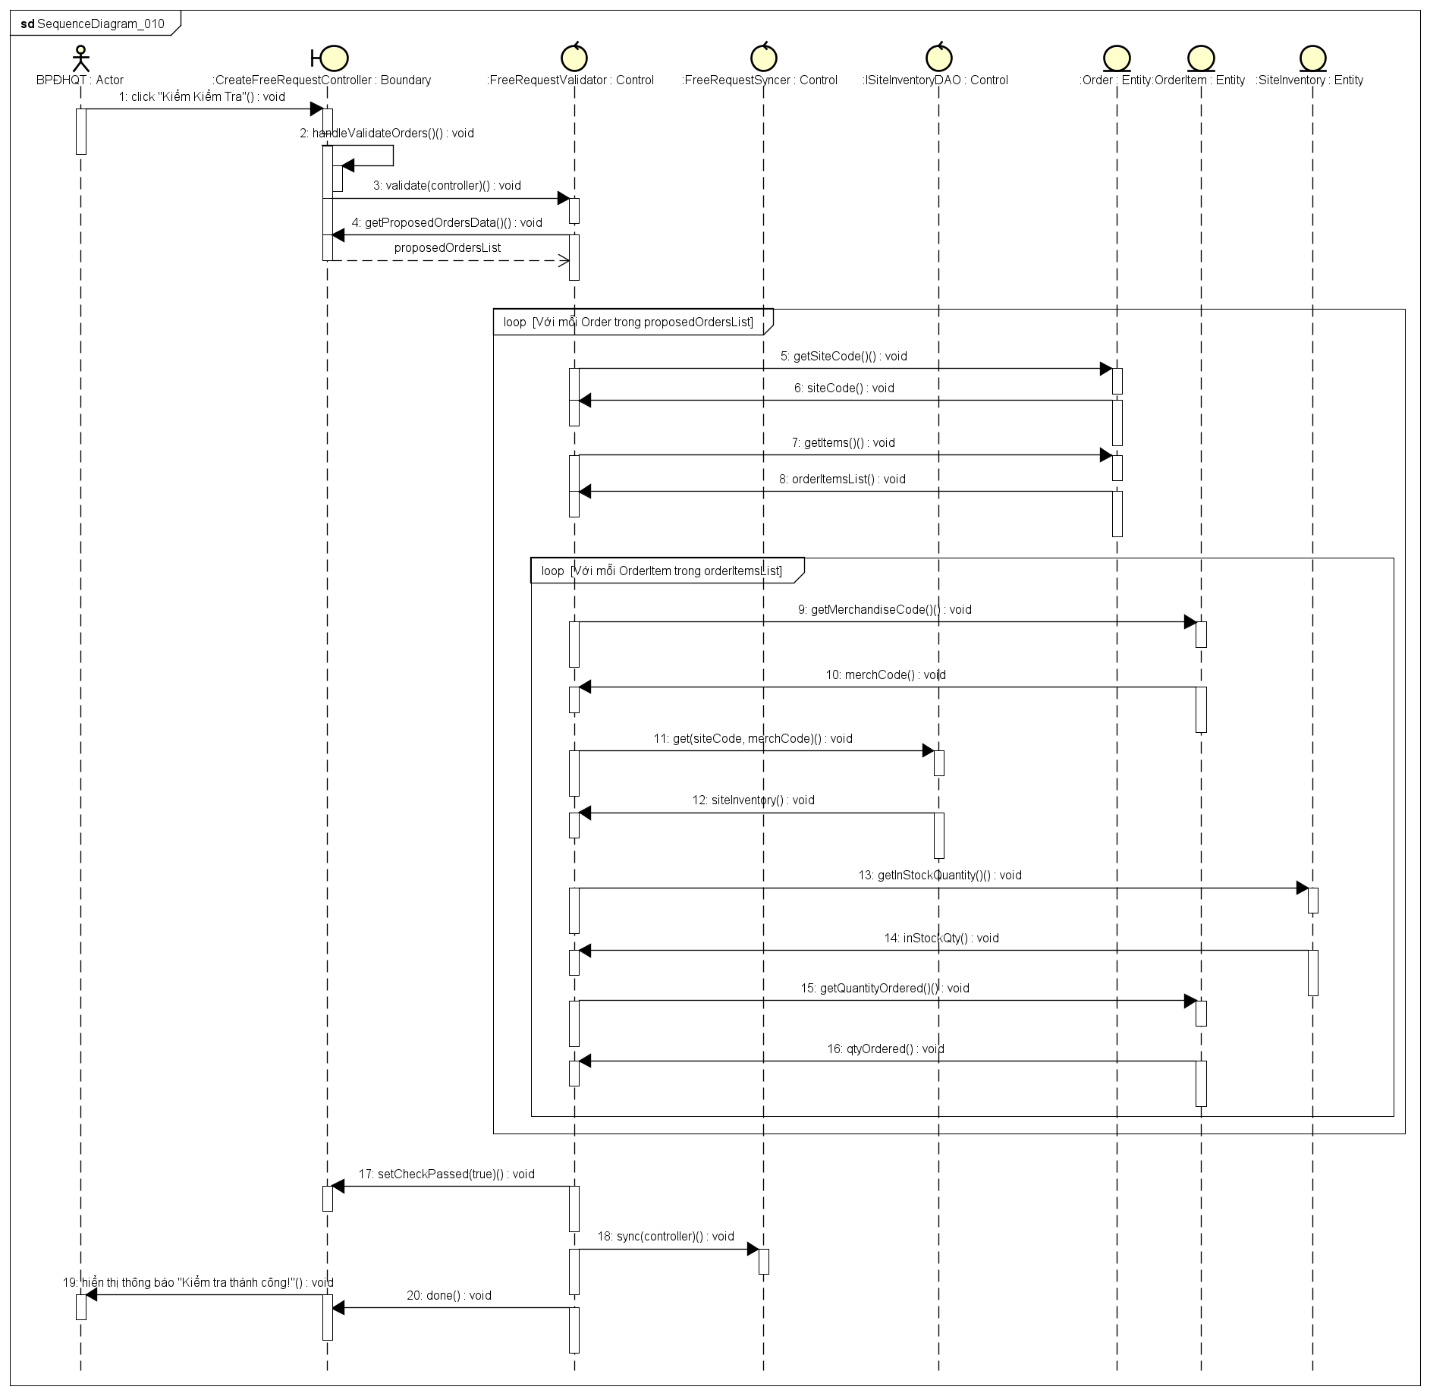 sd SequenceDiagram_010
BPĐHQT : Actor
:CreateFreeRequestController : Boundary
:FreeRequestValidator : Control
:FreeRequestSyncer : Control
:ISiteInventoryDAO : Control
:Order : Entity
:OrderItem : Entity
:SiteInventory : Entity
1: click "Kiểm Kiểm Tra"() : void
2: handleValidateOrders()() : void
3: validate(controller)() : void
4: getProposedOrdersData()() : void
proposedOrdersList
loop [Với mỗi Order trong proposedOrdersList]
5: getSiteCode()() : void
6: siteCode() : void
7: getItems()() : void
8: orderItemsList() : void
loop [Với mỗi OrderItem trong orderItemsList]
9: getMerchandiseCode()() : void
10: merchCode() : void
11: get(siteCode, merchCode)() : void
12: siteInventory() : void
13: getInStockQuantity()() : void
14: inStockQty() : void
15: getQuantityOrdered()() : void
16: qtyOrdered() : void
17: setCheckPassed(true)() : void
18: sync(controller)() : void
19: hiển thị thông báo "Kiểm tra thành công!"() : void
20: done() : void